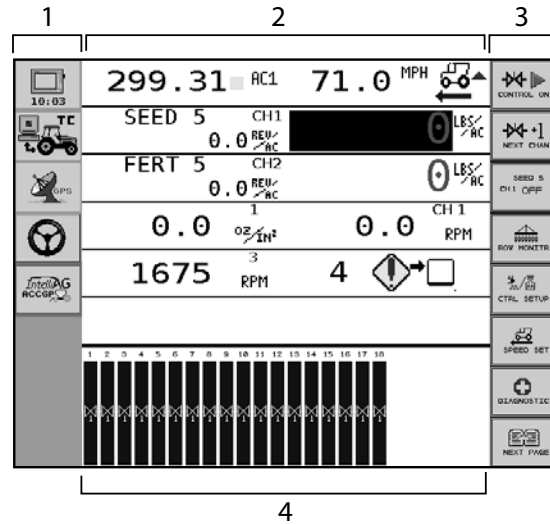 1 2 3
299.31 AC1 71.0 MPH
10:03
CONTROL ON
TC
SEED 5 CH1 0 LBS/AC
0.0 REV/AC
+1
NEXT CHAN
FERT 5 CH2 0 LBS/AC
0.0 REV/AC
GPS
SEED 5
CH1 OFF
0.0 1 OZ/IN² 0.0 CH 1 RPM
ROW MONITR
1675 3 RPM 4
IntelliAG
ACCGP
CTRL SETUP
SPEED SET
1 2 3 4 5 6 7 8 9 10 11 12 13 14 15 16 17 18
DIAGNOSTIC
NEXT PAGE
4